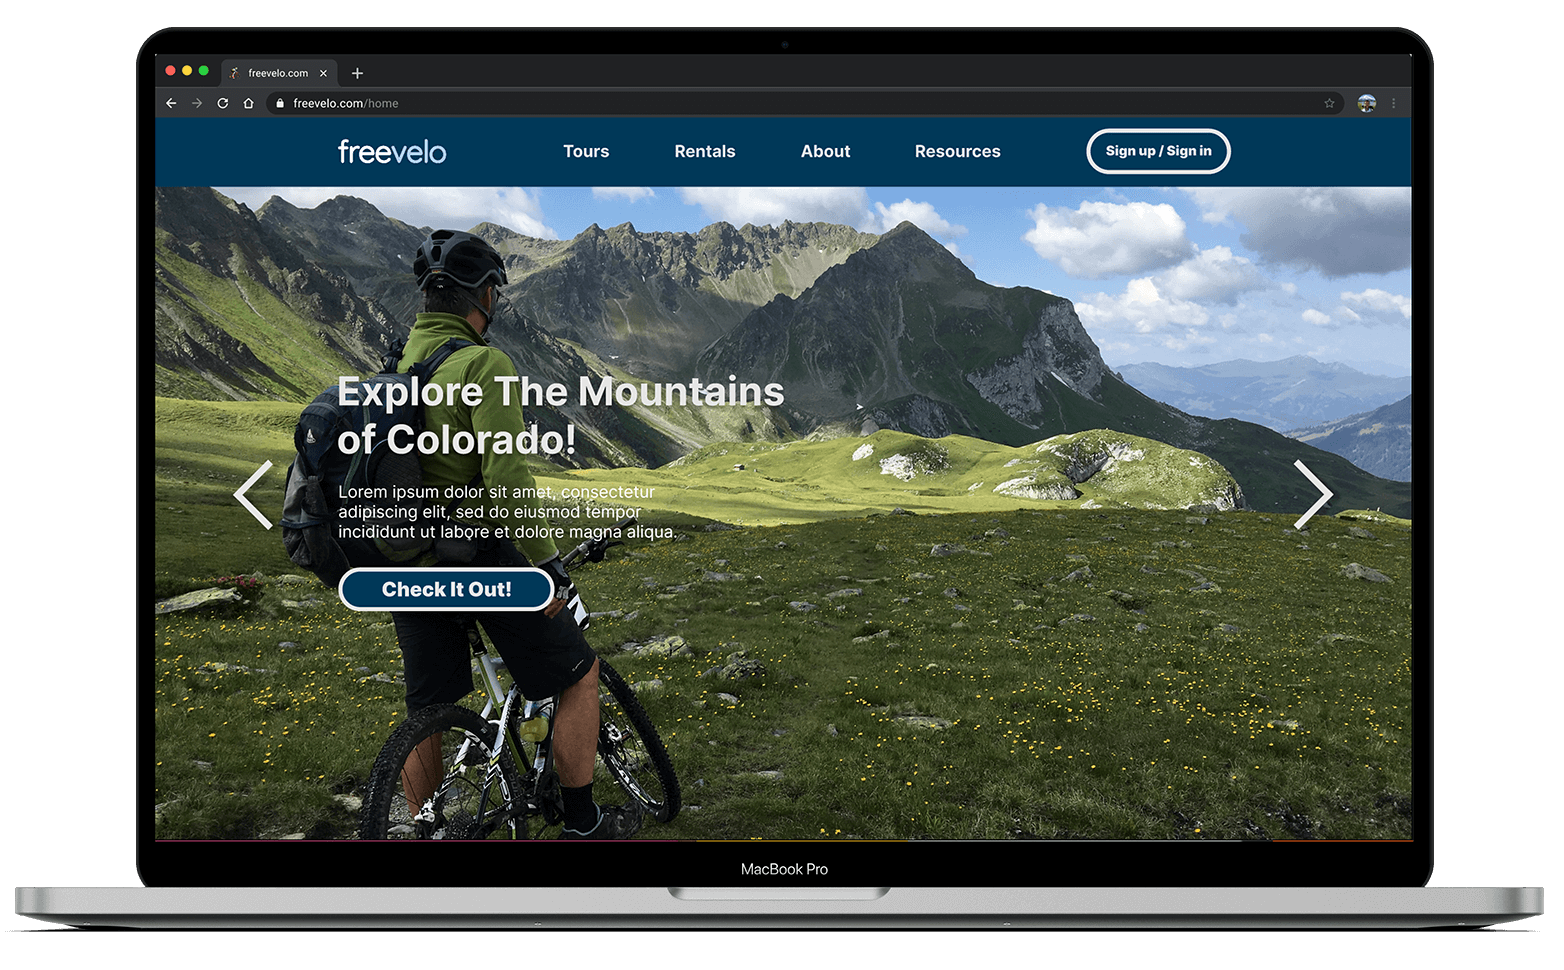 freevelo.com
freevelo.com/home
freevelo
Tours
Rentals
About
Resources
Sign up / Sign in
Explore The Mountains
of Colorado!
Lorem ipsum dolor sit amet, consectetur
adipiscing elit, sed do eiusmod tempor
incididunt ut labore et dolore magna aliqua.
Check It Out!
MacBook Pro